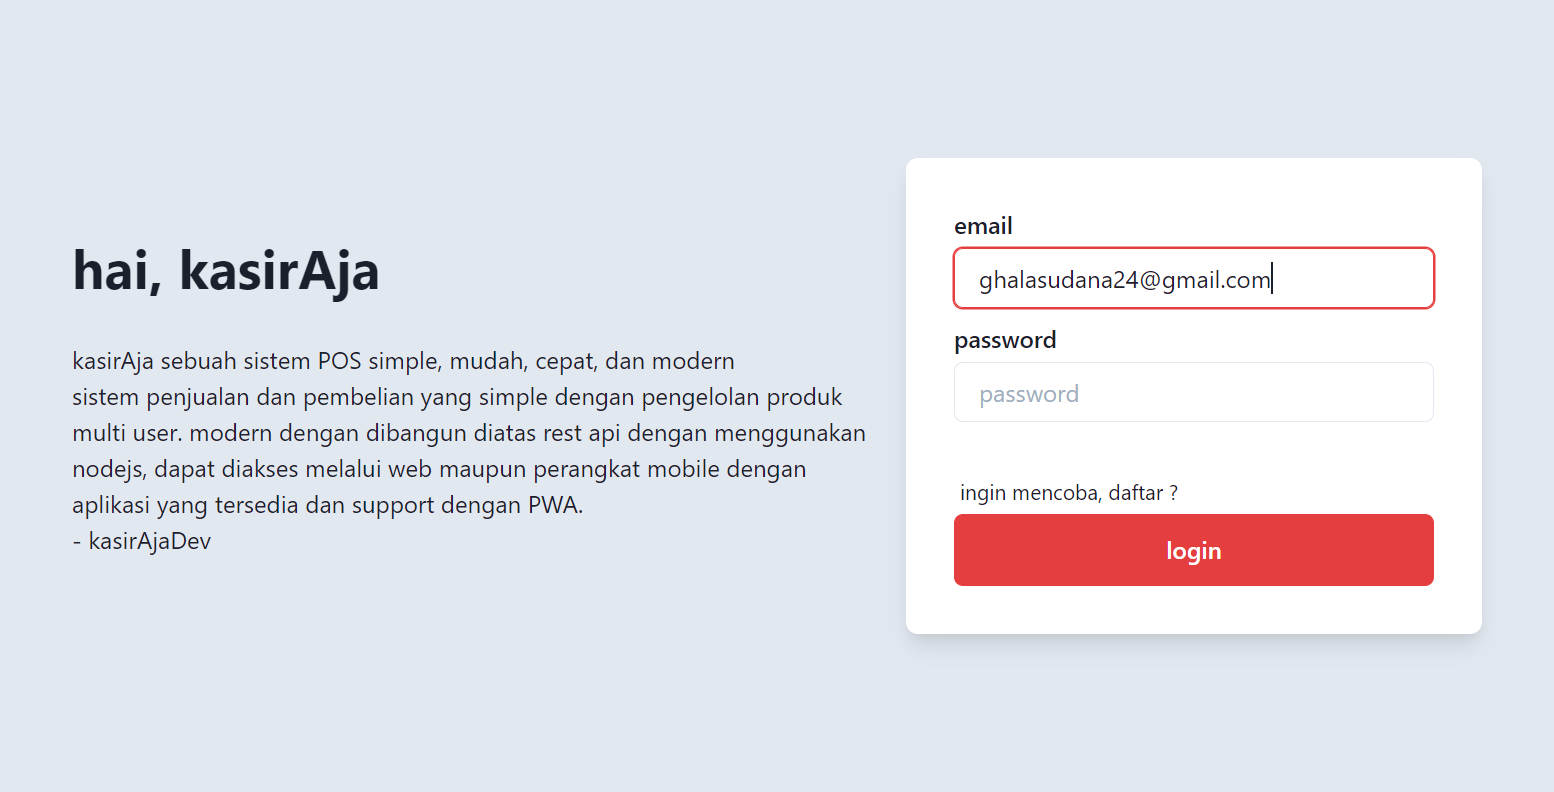 hai, kasirAja
kasirAja sebuah sistem POS simple, mudah, cepat, dan modern
sistem penjualan dan pembelian yang simple dengan pengelolan produk
multi user. modern dengan dibangun diatas rest api dengan menggunakan
nodejs, dapat diakses melalui web maupun perangkat mobile dengan
aplikasi yang tersedia dan support dengan PWA.
- kasirAjaDev
email
ghalasudana24@gmail.com
password
password
ingin mencoba, daftar ?
login